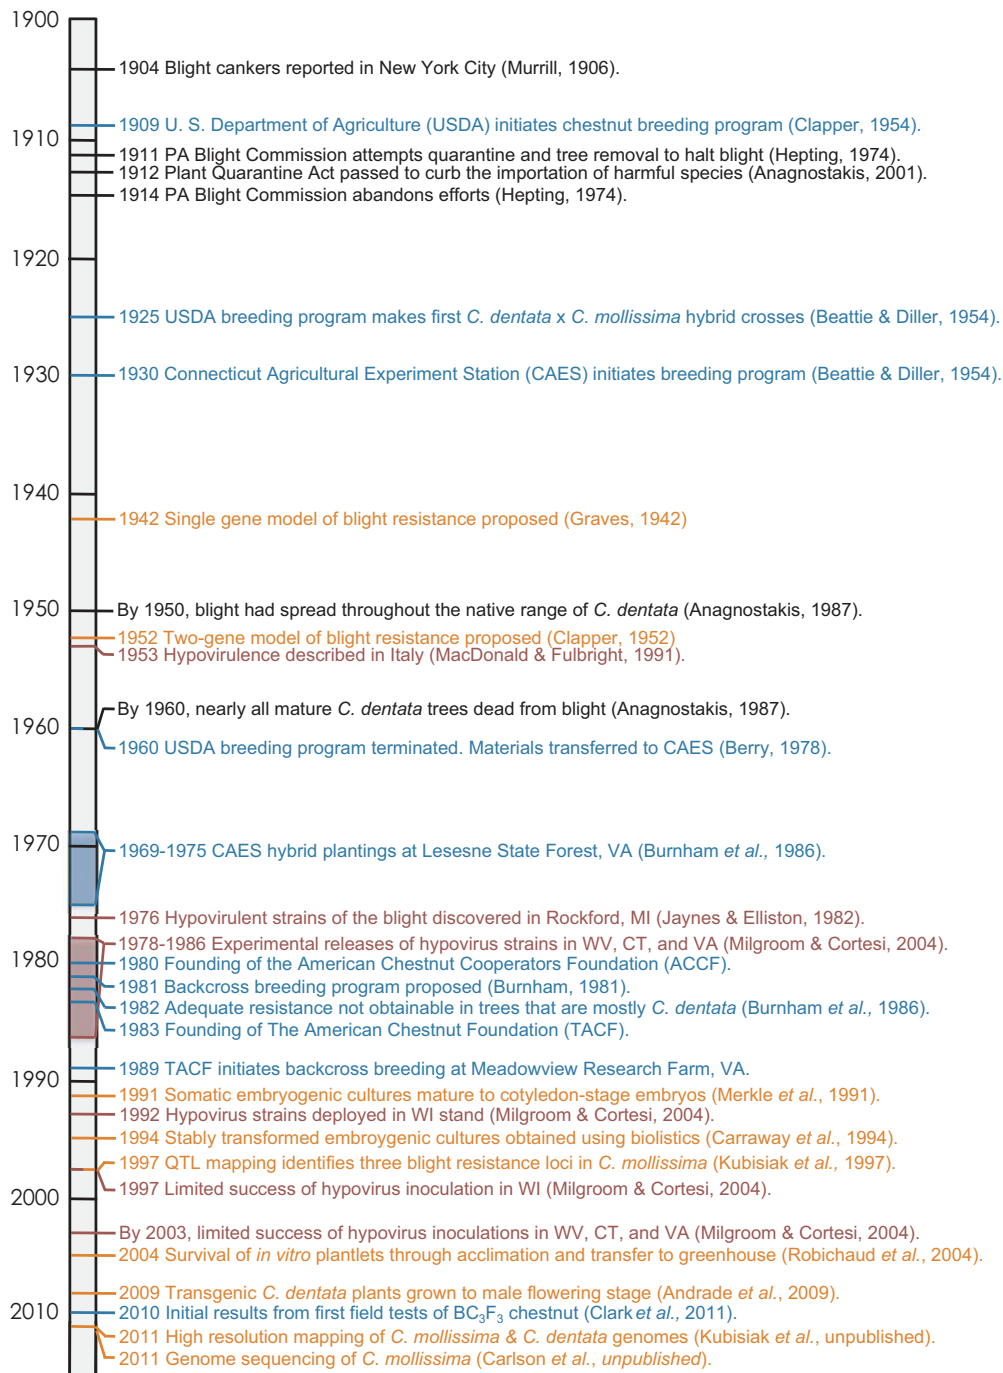 1900
1904 Blight cankers reported in New York City (Murrill, 1906).
1909 U. S. Department of Agriculture (USDA) initiates chestnut breeding program (Clapper, 1954).
1910
1911 PA Blight Commission attempts quarantine and tree removal to halt blight (Hepting, 1974).
1912 Plant Quarantine Act passed to curb the importation of harmful species (Anagnostakis, 2001).
1914 PA Blight Commission abandons efforts (Hepting, 1974).
1920
1925 USDA breeding program makes first C. dentata x C. mollissima hybrid crosses (Beattie & Diller, 1954).
1930
1930 Connecticut Agricultural Experiment Station (CAES) initiates breeding program (Beattie & Diller, 1954).
1940
1942 Single gene model of blight resistance proposed (Graves, 1942)
1950
By 1950, blight had spread throughout the native range of C. dentata (Anagnostakis, 1987).
1952 Two-gene model of blight resistance proposed (Clapper, 1952)
1953 Hypovirulence described in Italy (MacDonald & Fulbright, 1991).
By 1960, nearly all mature C. dentata trees dead from blight (Anagnostakis, 1987).
1960
1960 USDA breeding program terminated. Materials transferred to CAES (Berry, 1978).
1970
1969-1975 CAES hybrid plantings at Lesesne State Forest, VA (Burnham et al., 1986).
1976 Hypovirulent strains of the blight discovered in Rockford, MI (Jaynes & Elliston, 1982).
1978-1986 Experimental releases of hypovirus strains in WV, CT, and VA (Milgroom & Cortesi, 2004).
1980
1980 Founding of the American Chestnut Cooperators Foundation (ACCF).
1981 Backcross breeding program proposed (Burnham, 1981).
1982 Adequate resistance not obtainable in trees that are mostly C. dentata (Burnham et al., 1986).
1983 Founding of The American Chestnut Foundation (TACF).
1989 TACF initiates backcross breeding at Meadowview Research Farm, VA.
1990
1991 Somatic embryogenic cultures mature to cotyledon-stage embryos (Merkle et al., 1991).
1992 Hypovirus strains deployed in WI stand (Milgroom & Cortesi, 2004).
1994 Stably transformed embroygenic cultures obtained using biolistics (Carraway et al., 1994).
1997 QTL mapping identifies three blight resistance loci in C. mollissima (Kubisiak et al., 1997).
1997 Limited success of hypovirus inoculation in WI (Milgroom & Cortesi, 2004).
2000
By 2003, limited success of hypovirus inoculations in WV, CT, and VA (Milgroom & Cortesi, 2004).
2004 Survival of in vitro plantlets through acclimation and transfer to greenhouse (Robichaud et al., 2004).
2009 Transgenic C. dentata plants grown to male flowering stage (Andrade et al., 2009).
2010
2010 Initial results from first field tests of BC₃F₃ chestnut (Clark et al., 2011).
2011 High resolution mapping of C. mollissima & C. dentata genomes (Kubisiak et al., unpublished).
2011 Genome sequencing of C. mollissima (Carlson et al., unpublished).